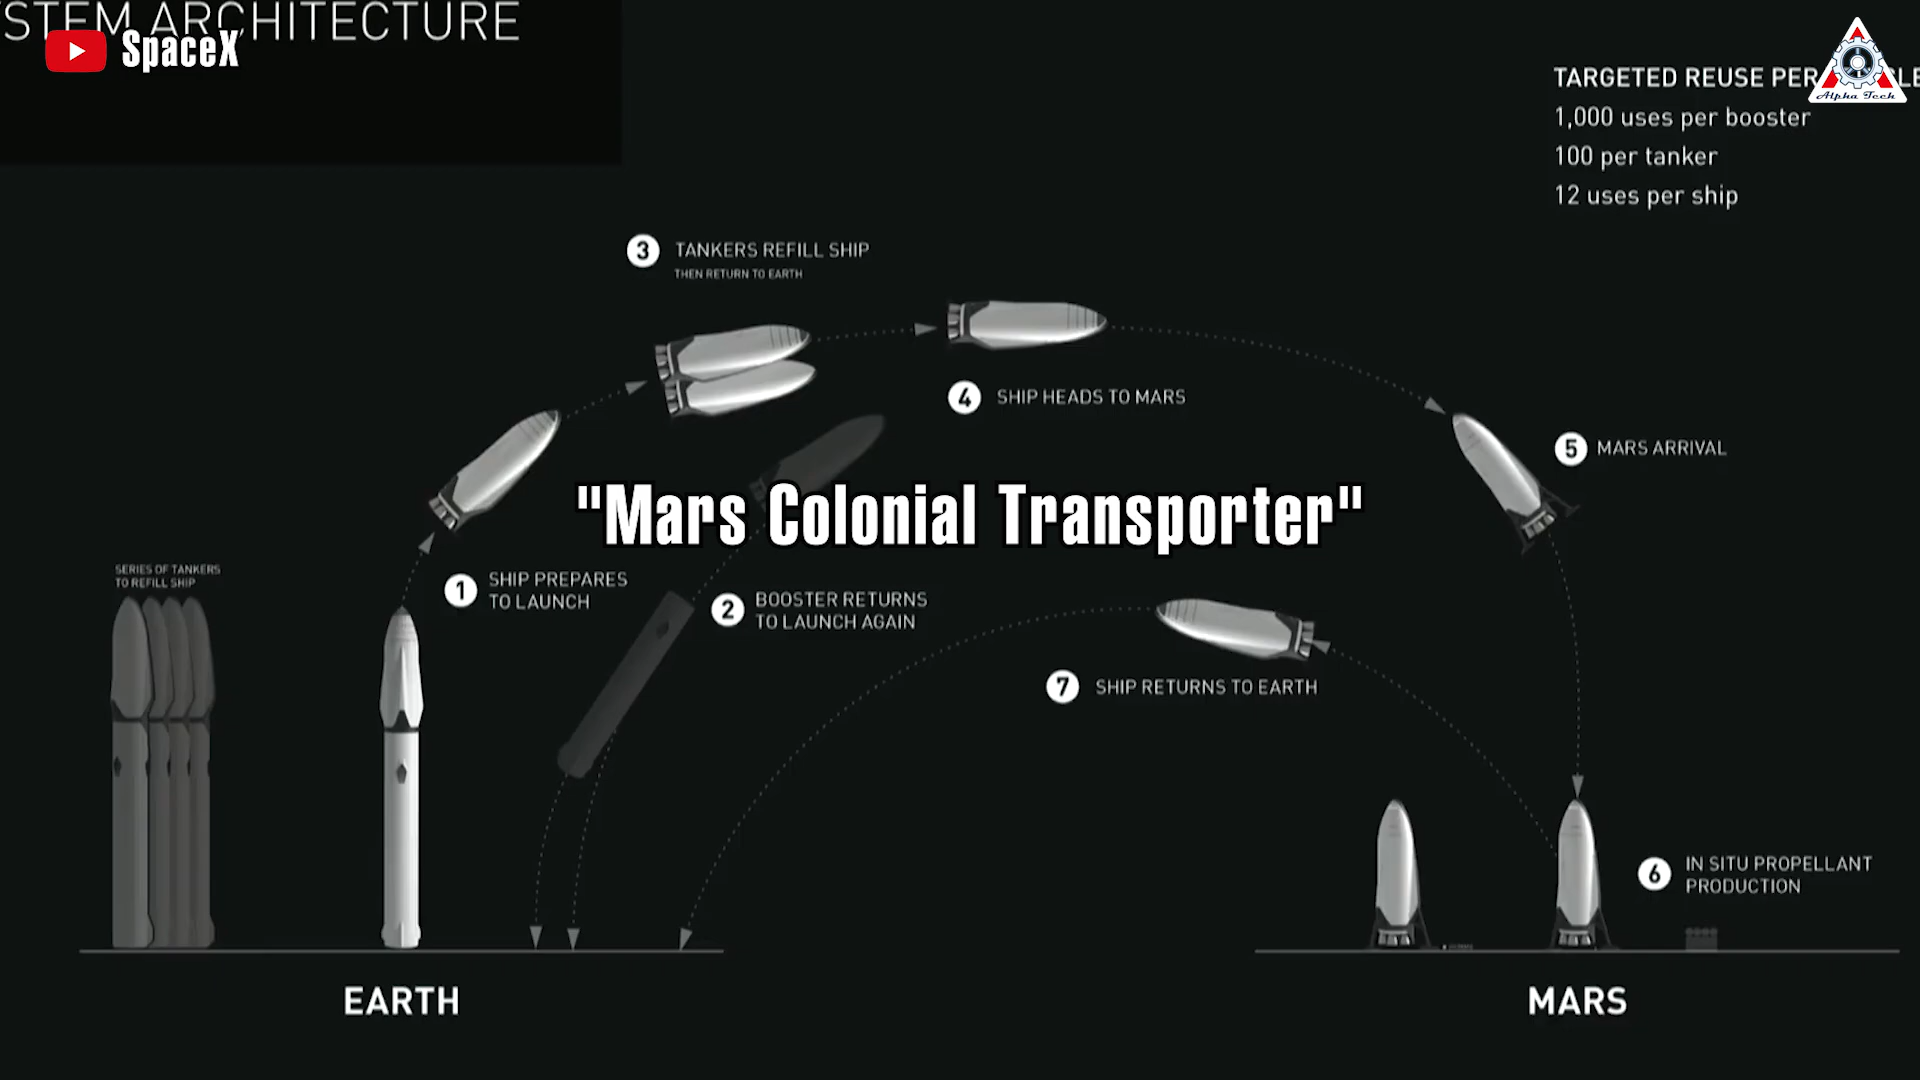 STEM ARCHITECTURE
SpaceX
TARGETED REUSE PER
1,000 uses per booster
100 per tanker
12 uses per ship
Alpha Tech
3 TANKERS REFILL SHIP
THEN RETURN TO EARTH
4 SHIP HEADS TO MARS
5 MARS ARRIVAL
"Mars Colonial Transporter"
SERIES OF TANKERS
TO REFILL SHIP
1 SHIP PREPARES
TO LAUNCH
2 BOOSTER RETURNS
TO LAUNCH AGAIN
7 SHIP RETURNS TO EARTH
6 IN SITU PROPELLANT
PRODUCTION
EARTH
MARS